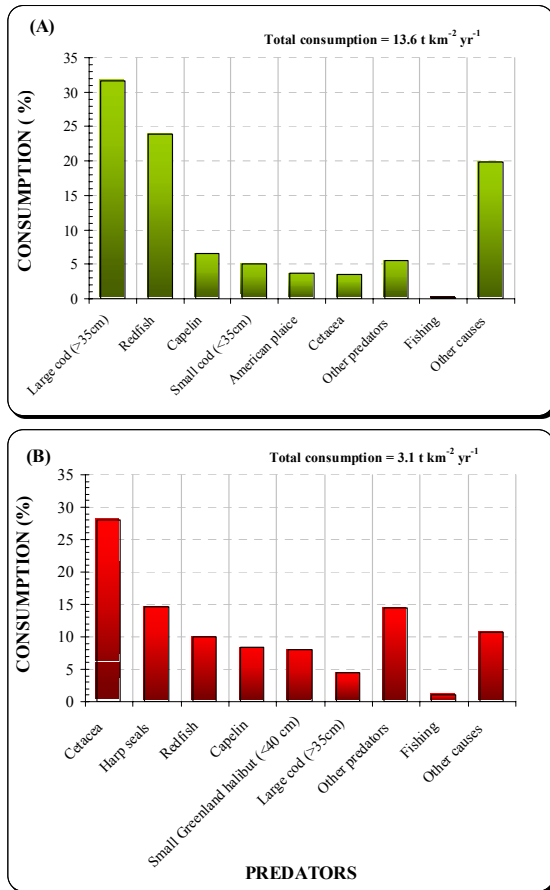 (A)
Total consumption = 13.6 t km⁻² yr⁻¹
CONSUMPTION ( %)
35
30
25
20
15
10
5
0
Large cod (>35cm)
Redfish
Capelin
Small cod (<35cm)
American plaice
Cetacea
Other predators
Fishing
Other causes
(B)
Total consumption = 3.1 t km⁻² yr⁻¹
CONSUMPTION (%)
35
30
25
20
15
10
5
0
Cetacea
Harp seals
Redfish
Capelin
Small Greenland halibut (<40 cm)
Large cod (>35cm)
Other predators
Fishing
Other causes
PREDATORS